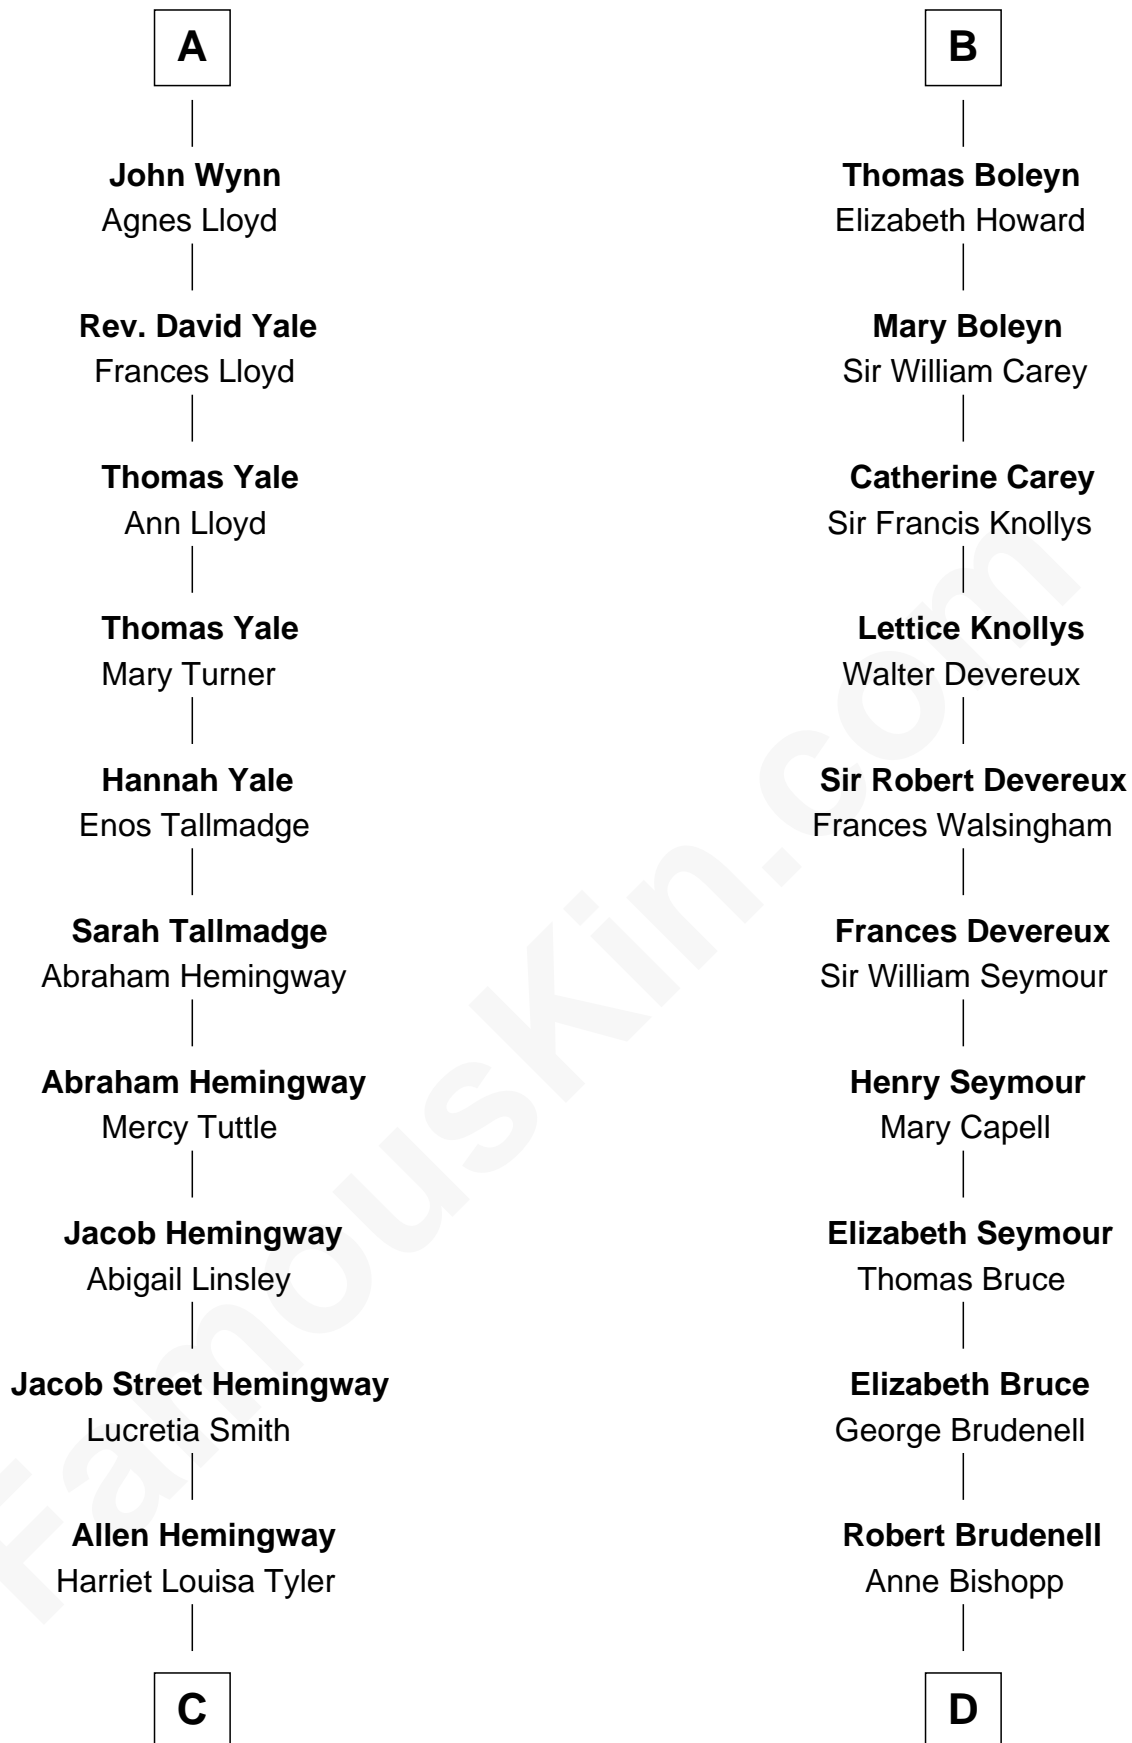 A
John Wynn
Agnes Lloyd
Rev. David Yale
Frances Lloyd
Thomas Yale
Ann Lloyd
Thomas Yale
Mary Turner
Hannah Yale
Enos Tallmadge
Sarah Tallmadge
Abraham Hemingway
Abraham Hemingway
Mercy Tuttle
Jacob Hemingway
Abigail Linsley
Jacob Street Hemingway
Lucretia Smith
Allen Hemingway
Harriet Louisa Tyler
C
B
Thomas Boleyn
Elizabeth Howard
Mary Boleyn
Sir William Carey
Catherine Carey
Sir Francis Knollys
Lettice Knollys
Walter Devereux
Sir Robert Devereux
Frances Walsingham
Frances Devereux
Sir William Seymour
Henry Seymour
Mary Capell
Elizabeth Seymour
Thomas Bruce
Elizabeth Bruce
George Brudenell
Robert Brudenell
Anne Bishopp
D
FamousKin.com